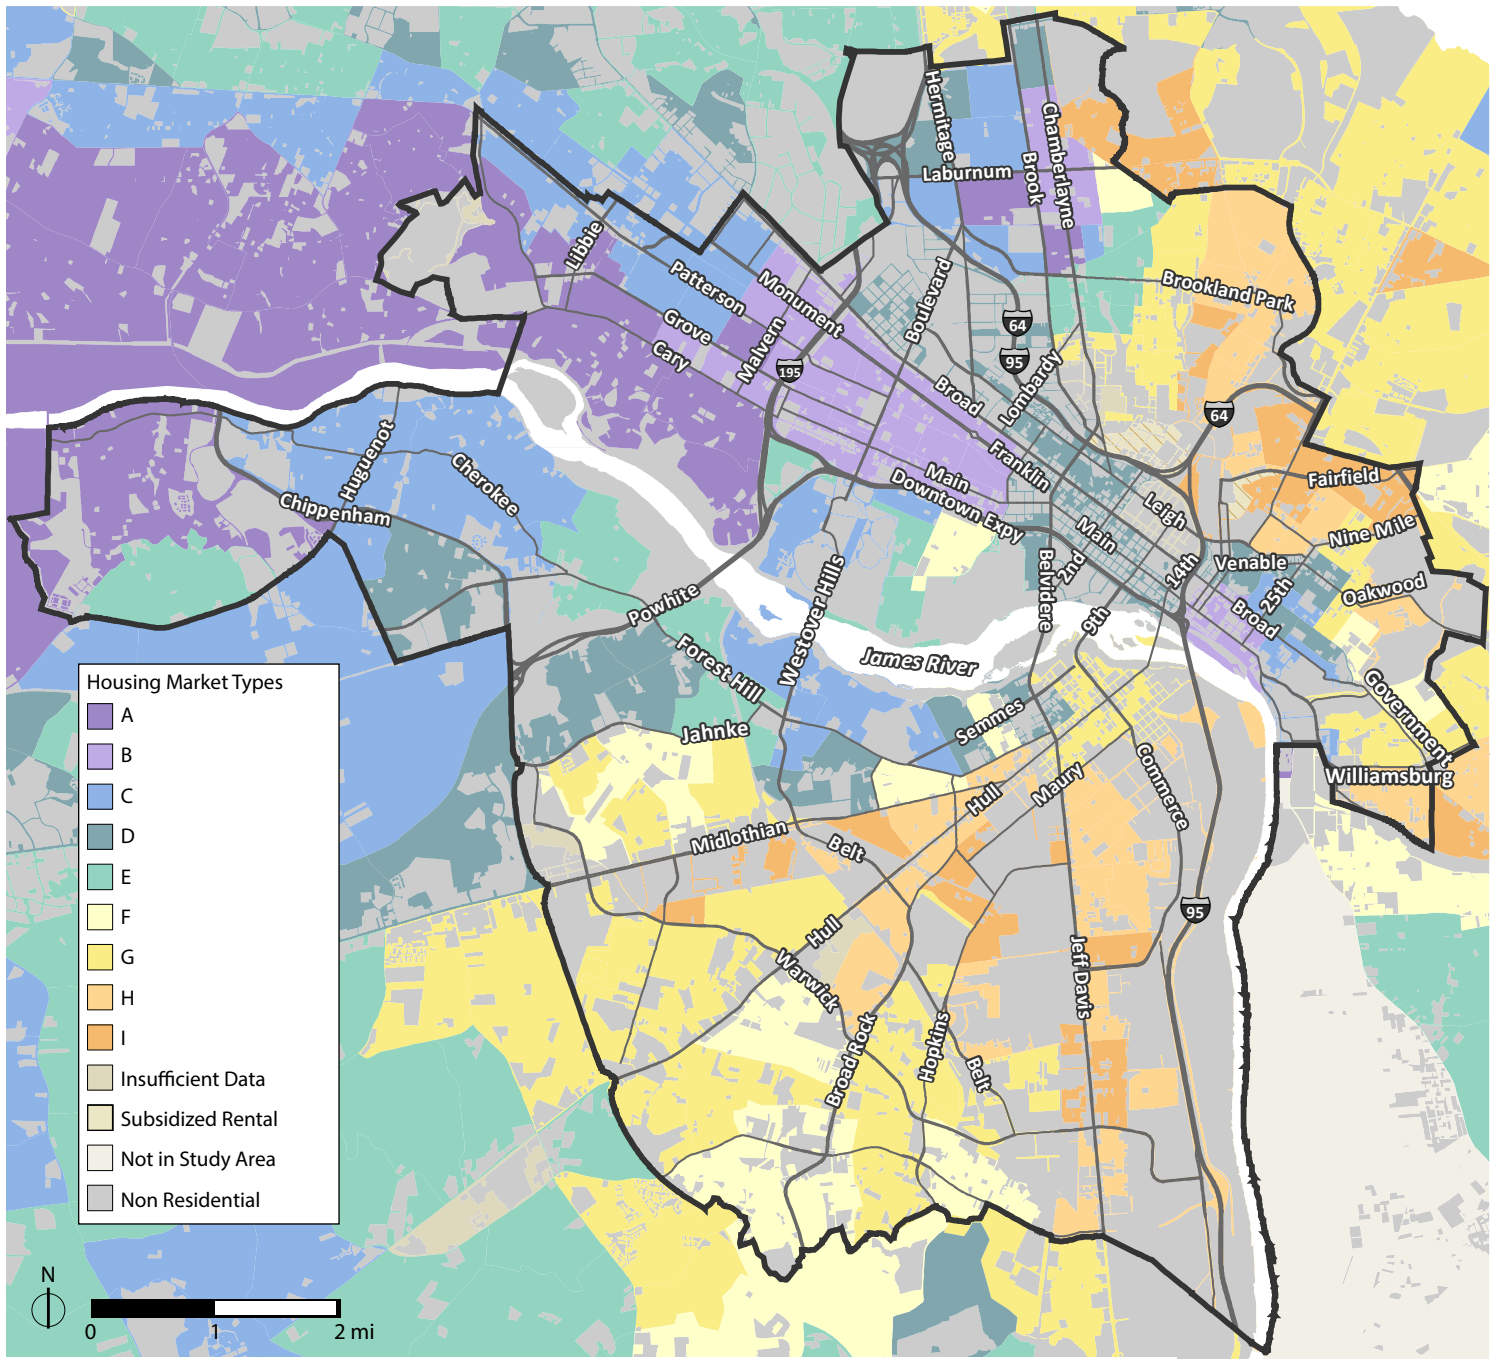 Hermitage
Chamberlayne
Laburnum
Brook
Libbie
Patterson
Monument
Boulevard
Brookland Park
Grove
Malvern
64
95
Cary
195
Lombardy
Broad
64
Huguenot
Cherokee
Franklin
Main
Fairfield
Chippenham
Downtown Expy
Leigh
Main
Nine Mile
Venable
2nd
14th
Belvidere
25th
Oakwood
Powhite
Westover Hills
9th
Broad
Forest Hill
James River
Government
Semmes
Jahnke
Commerce
Maury
Hull
Williamsburg
Midlothian
Belt
95
Hull
Warwick
Jeff Davis
Broad Rock
Hopkins
Belt
Housing Market Types
A
B
C
D
E
F
G
H
I
Insufficient Data
Subsidized Rental
Not in Study Area
Non Residential
N
0 1 2 mi